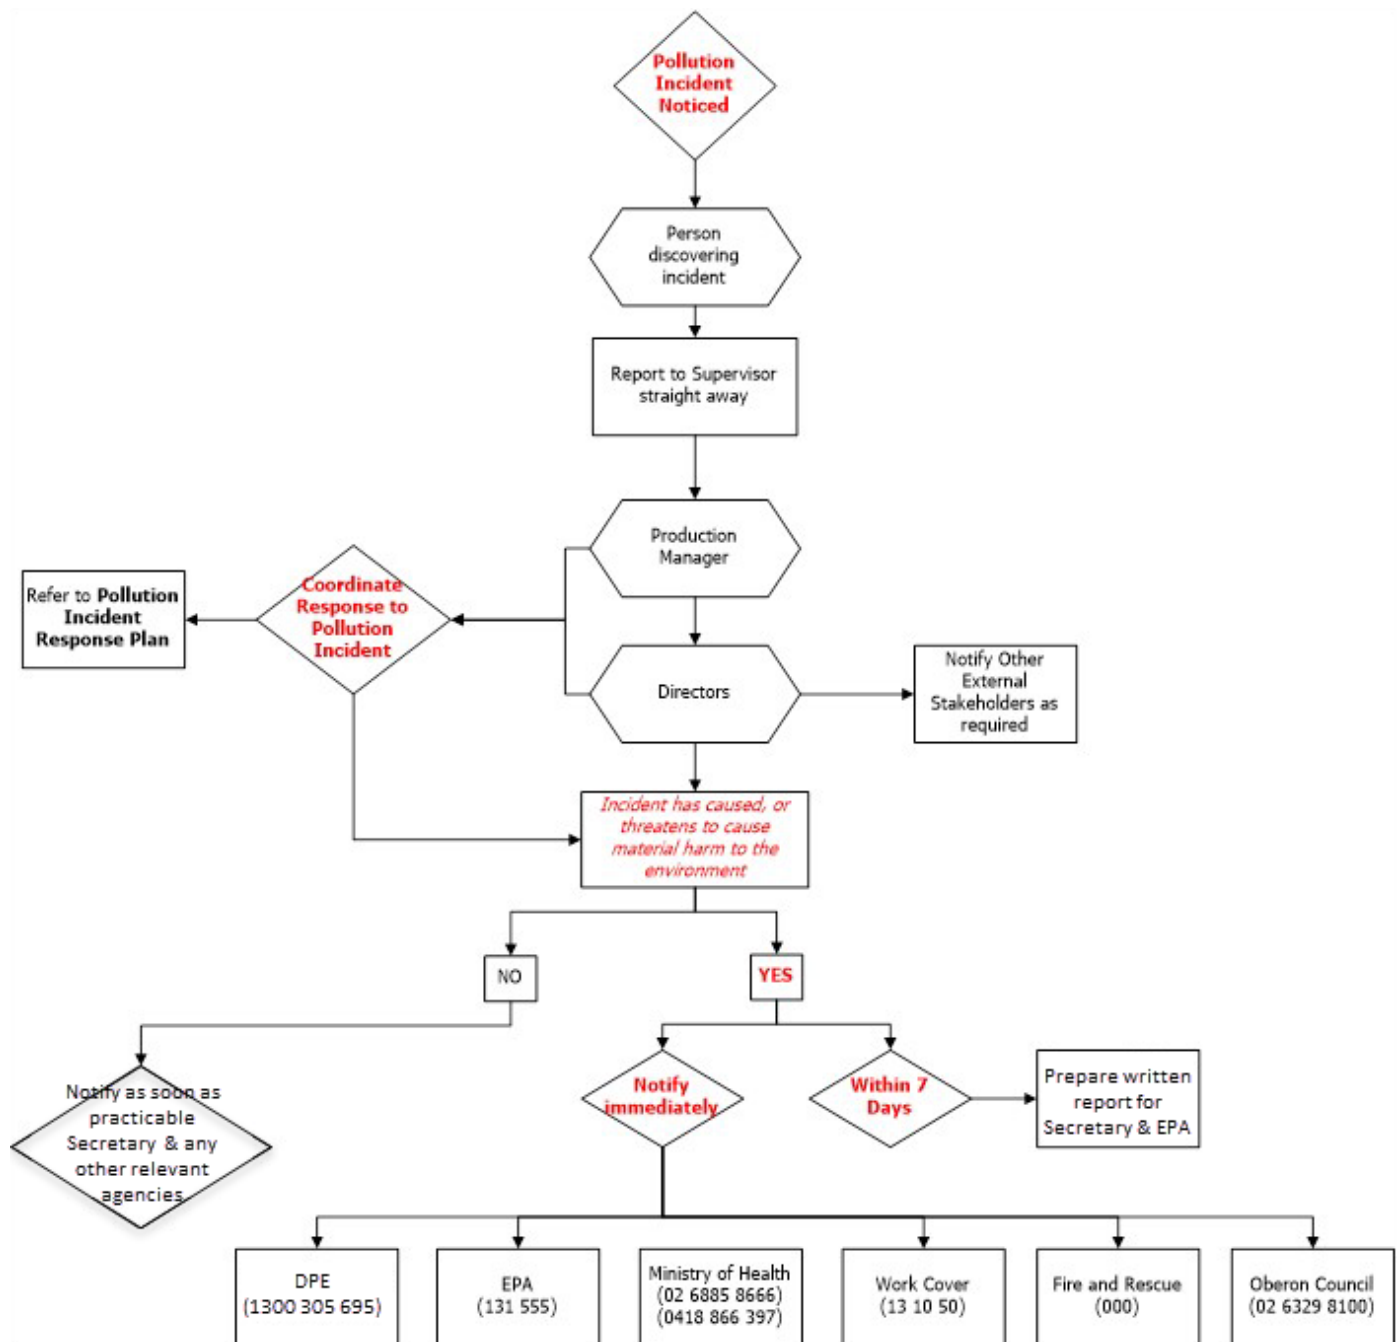 Pollution
Incident
Noticed
Person
discovering
incident
Report to Supervisor
straight away
Production
Manager
Coordinate
Response to
Pollution
Incident
Refer to Pollution
Incident
Response Plan
Directors
Notify Other
External
Stakeholders as
required
Incident has caused, or
threatens to cause
material harm to the
environment
NO
YES
Notify as soon as
practicable
Secretary & any
other relevant
agencies
Notify
immediately
Within 7
Days
Prepare written
report for
Secretary & EPA
DPE
(1300 305 695)
EPA
(131 555)
Ministry of Health
(02 6885 8666)
(0418 866 397)
Work Cover
(13 10 50)
Fire and Rescue
(000)
Oberon Council
(02 6329 8100)